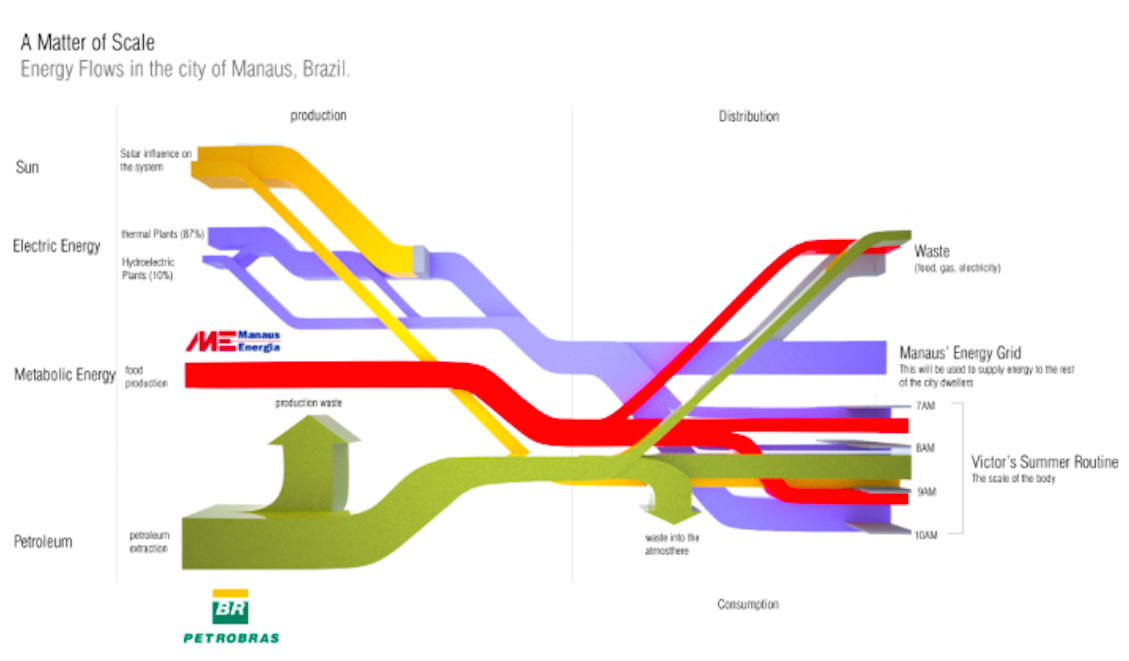 A Matter of Scale
Energy Flows in the city of Manaus, Brazil.
production
Distribution
Sun
Solar influence on
the system
Electric Energy
thermal Plants (87%)
Hydroelectric
Plants (10%)
ME Manaus
Energia
Metabolic Energy
food
production
production waste
Petroleum
petroleum
extraction
BR
PETROBRAS
Waste
(food, gas, electricity)
Manaus' Energy Grid
This will be used to supply energy to the rest
of the city dwellers
7AM
8AM
Victor's Summer Routine
The scale of the body
9AM
10AM
waste into the
atmosthere
Consumption